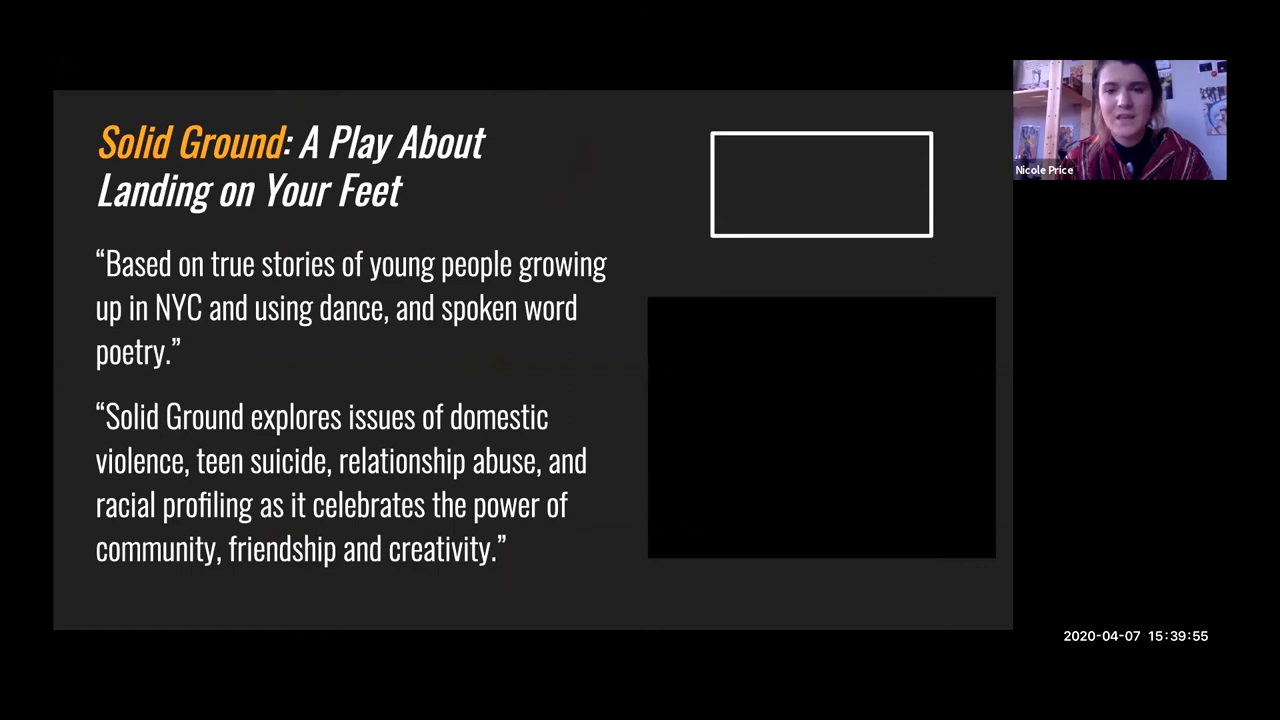 Solid Ground: A Play About
Landing on Your Feet
“Based on true stories of young people growing
up in NYC and using dance, and spoken word
poetry.”
“Solid Ground explores issues of domestic
violence, teen suicide, relationship abuse, and
racial profiling as it celebrates the power of
community, friendship and creativity.”
Nicole Price
2020-04-07 15:39:55